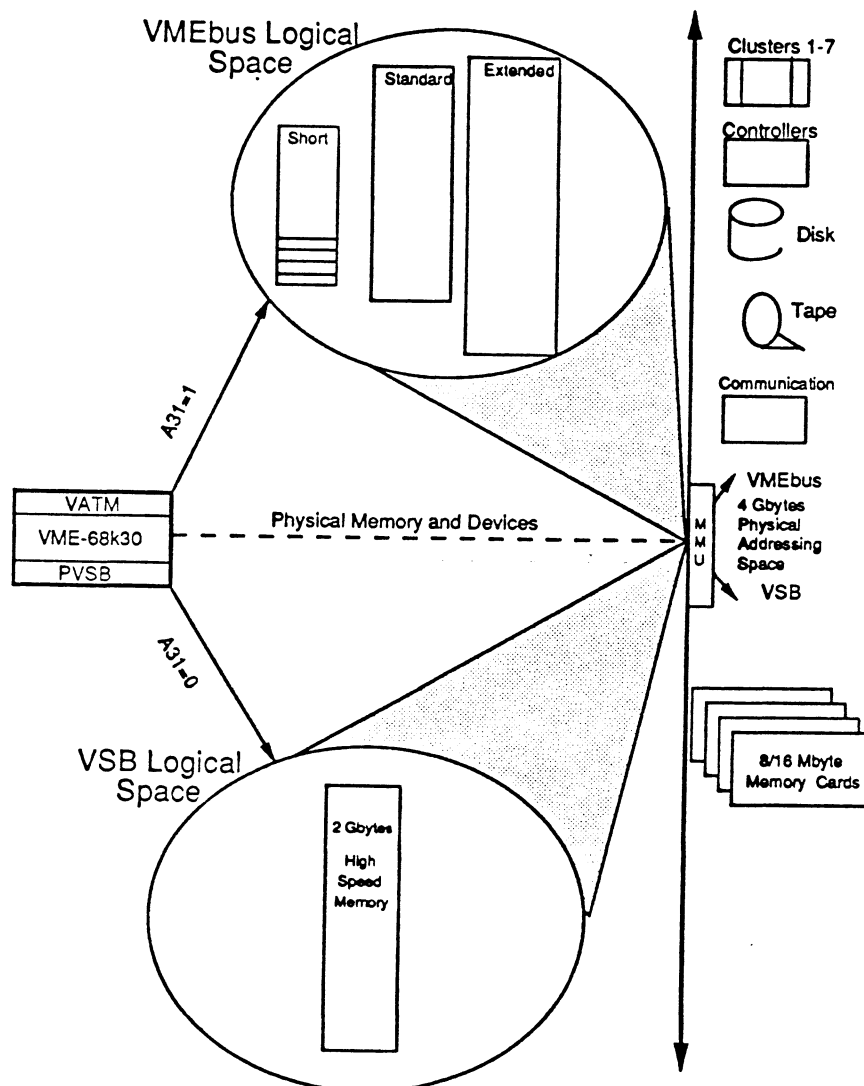 VMEbus Logical
Space
Short
Standard
Extended
Clusters 1-7
Controllers
Disk
Tape
Communication
A31=1
VATM
VME-68k30
PVSB
Physical Memory and Devices
M
M
U
VMEbus
4 Gbytes
Physical
Addressing
Space
VSB
A31=0
VSB Logical
Space
2 Gbytes
High
Speed
Memory
8/16 Mbyte
Memory Cards